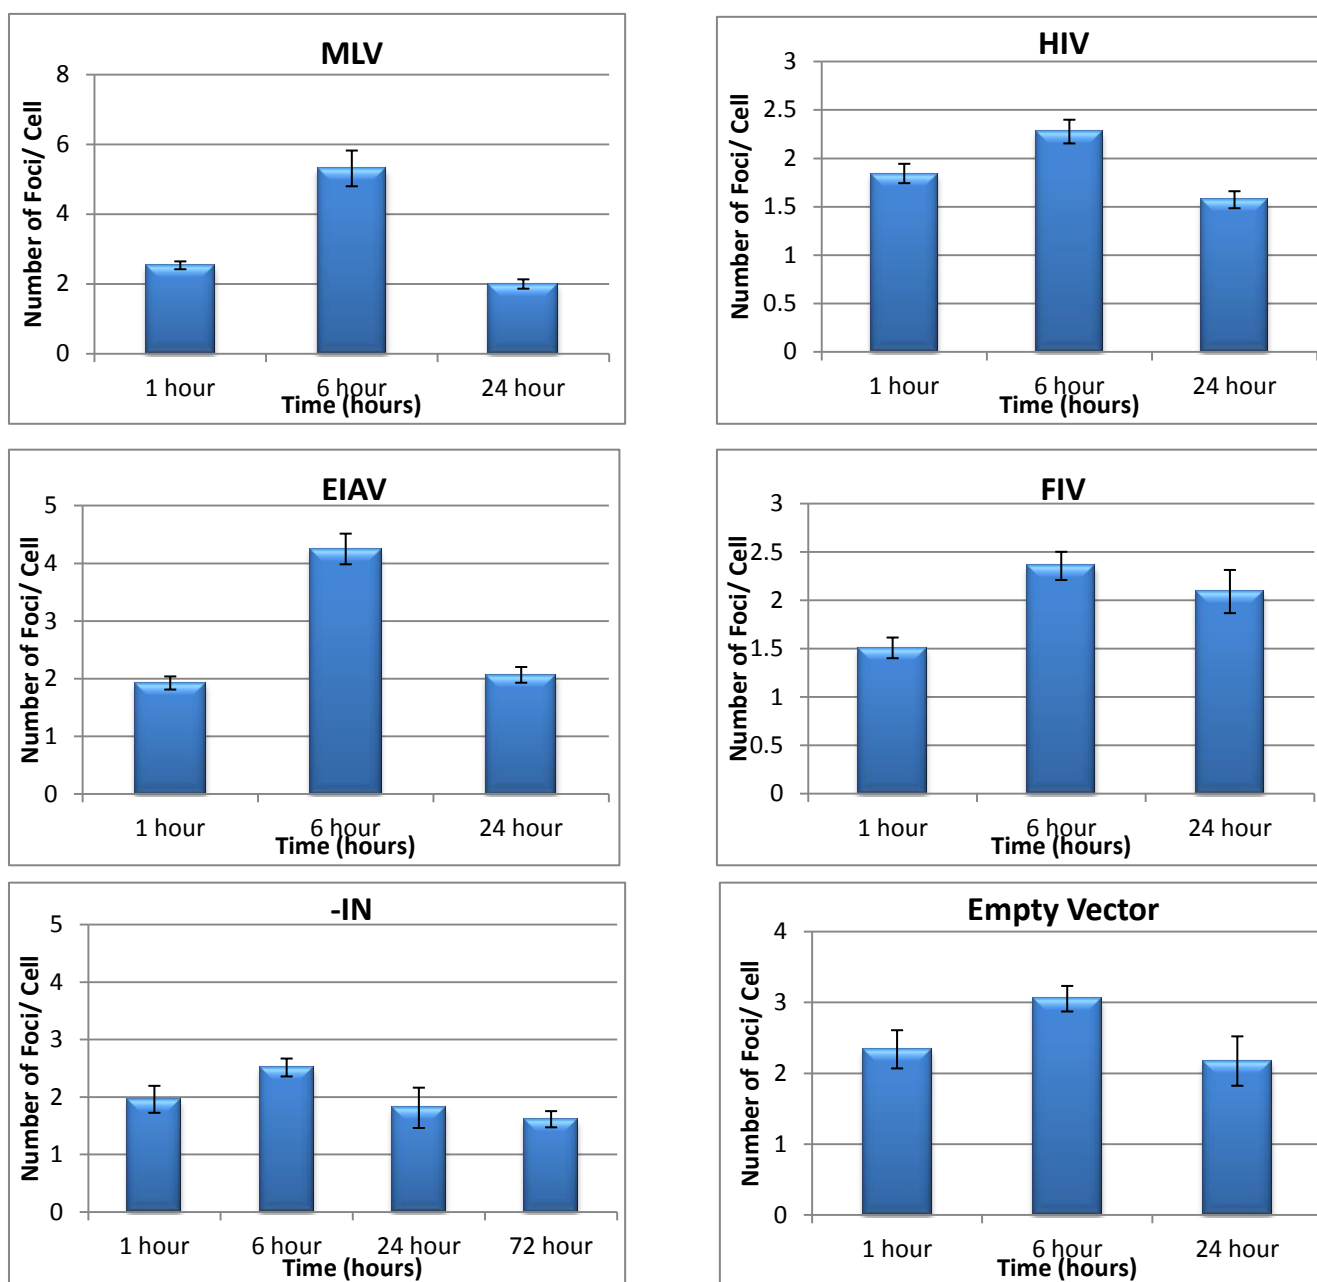 MLV
Number of Foci/ Cell
8
6
4
2
0
1 hour 6 hour 24 hour
Time (hours)
HIV
Number of Foci/ Cell
3
2.5
2
1.5
1
0.5
0
1 hour 6 hour 24 hour
Time (hours)
EIAV
Number of Foci/ Cell
5
4
3
2
1
0
1 hour 6 hour 24 hour
Time (hours)
FIV
Number of Foci/ Cell
3
2.5
2
1.5
1
0.5
0
1 hour 6 hour 24 hour
Time (hours)
-IN
Number of Foci/ Cell
5
4
3
2
1
0
1 hour 6 hour 24 hour 72 hour
Time (hours)
Empty Vector
Number of Foci/ Cell
4
3
2
1
0
1 hour 6 hour 24 hour
Time (hours)